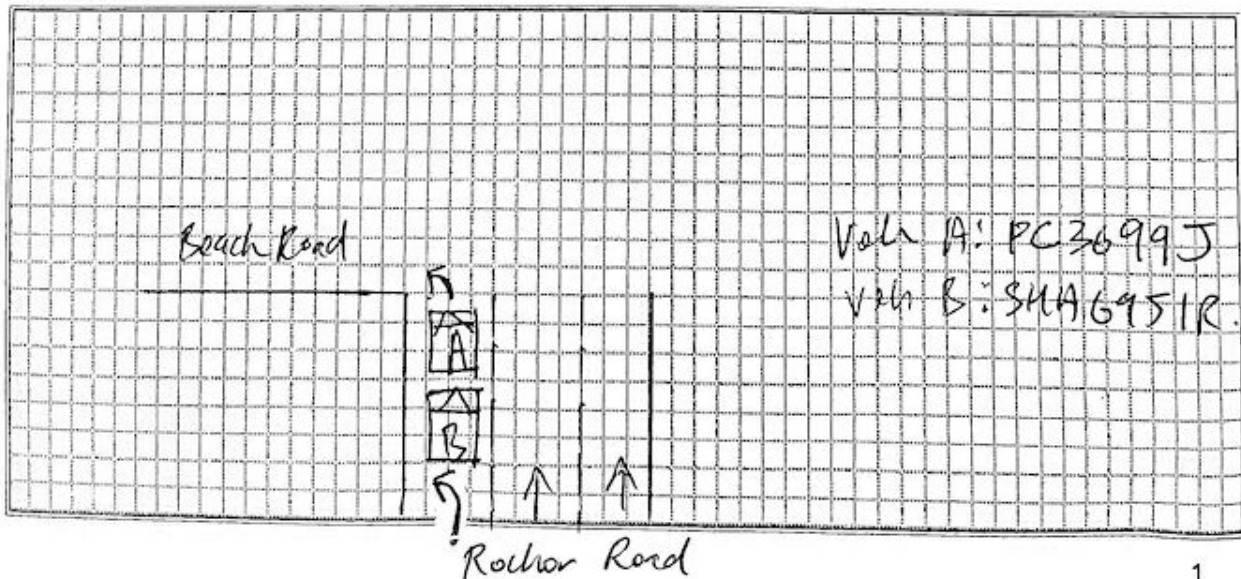 Beach Road
Veh A: PC3699J
Veh B: SHA6951R.
A
B
Rochor Road
1